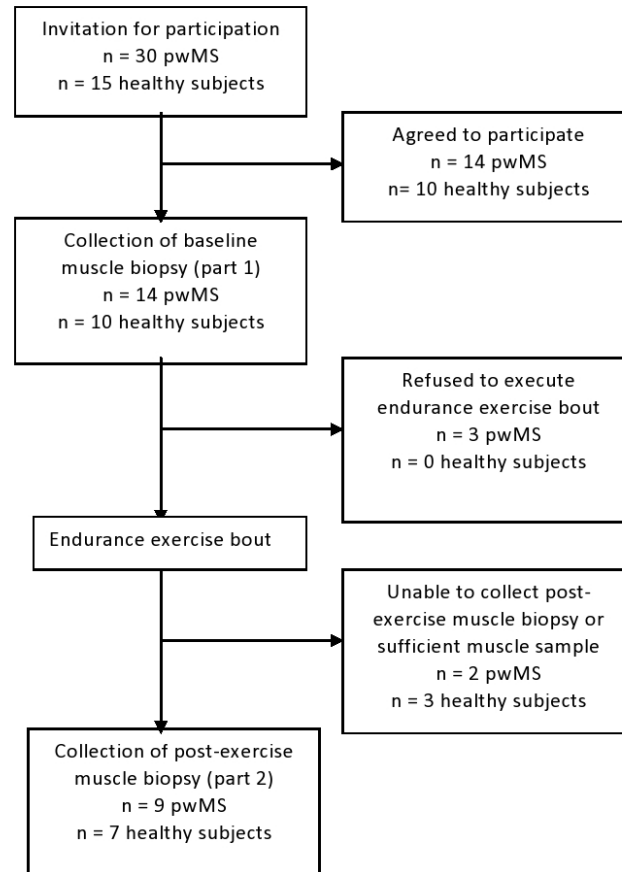 Invitation for participation
n = 30 pwMS
n = 15 healthy subjects
Agreed to participate
n = 14 pwMS
n= 10 healthy subjects
Collection of baseline
muscle biopsy (part 1)
n = 14 pwMS
n = 10 healthy subjects
Refused to execute
endurance exercise bout
n = 3 pwMS
n = 0 healthy subjects
Endurance exercise bout
Unable to collect post-
exercise muscle biopsy or
sufficient muscle sample
n = 2 pwMS
n = 3 healthy subjects
Collection of post-exercise
muscle biopsy (part 2)
n = 9 pwMS
n = 7 healthy subjects